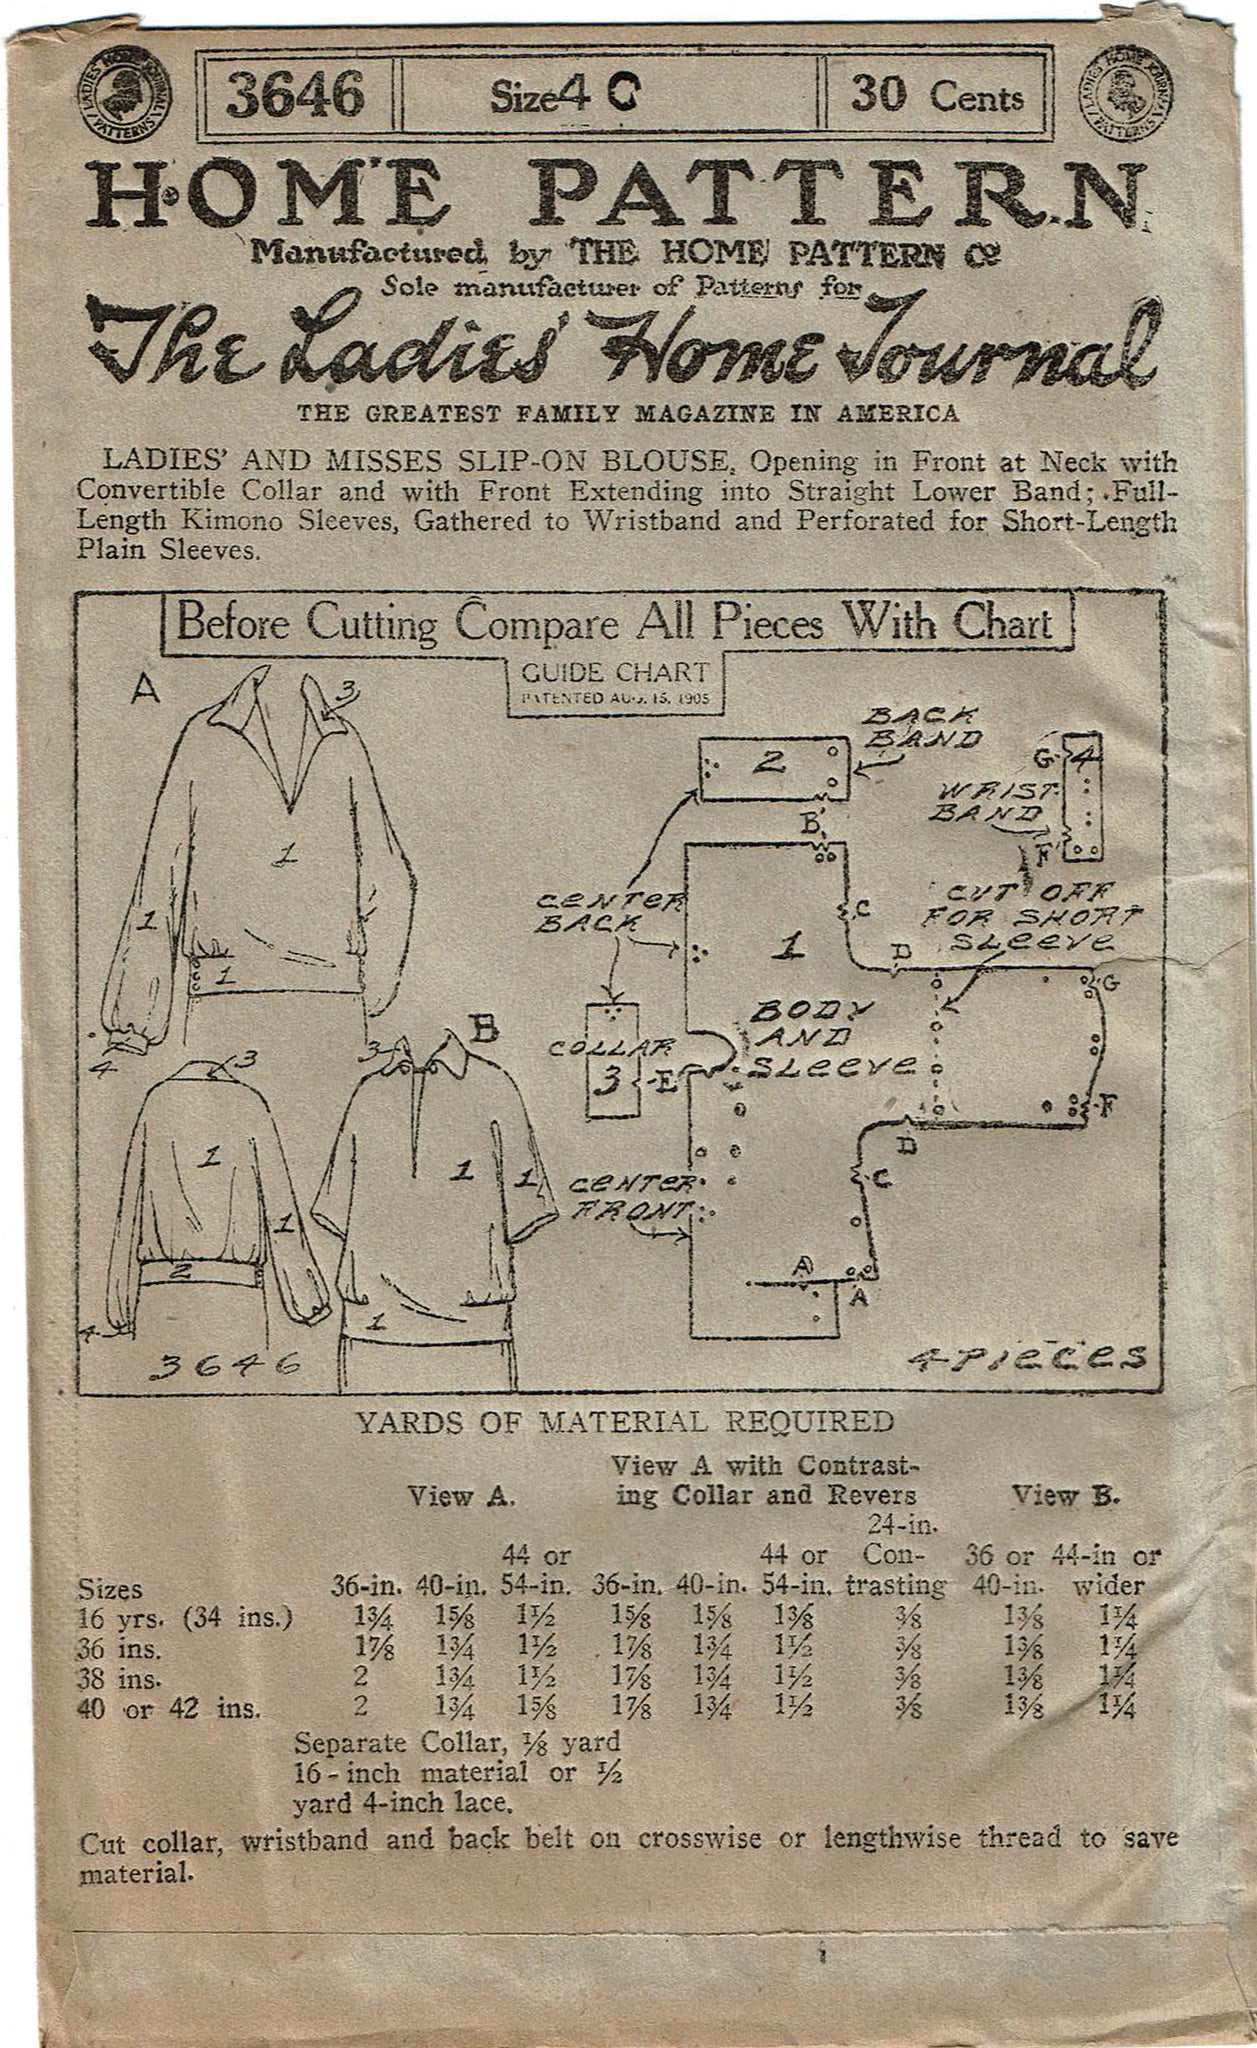 LADIES HOME JOURNAL PATTERNS
3646
Size 40
30 Cents
LADIES HOME JOURNAL PATTERNS
HOME PATTERN
Manufactured by THE HOME PATTERN Co
Sole manufacturer of Patterns for
The Ladies' Home Journal
THE GREATEST FAMILY MAGAZINE IN AMERICA
LADIES' AND MISSES SLIP-ON BLOUSE, Opening in Front at Neck with
Convertible Collar and with Front Extending into Straight Lower Band; Full-
Length Kimono Sleeves, Gathered to Wristband and Perforated for Short-Length
Plain Sleeves.
Before Cutting Compare All Pieces With Chart
GUIDE CHART
PATENTED AUG. 15, 1905
A
3
1
1
1
4
3
1
1
2
4
3646
B
3
1
1
1
2
BACK
BAND
B
G
4
WRIST
BAND
F
CENTER
BACK
CUT OFF
FOR SHORT
SLEEVE
1
C
D
G
BODY
AND
SLEEVE
COLLAR
3
E
F
D
C
CENTER
FRONT
A
A
4 PIECES
YARDS OF MATERIAL REQUIRED
View A with Contrast-
View A. ing Collar and Revers View B.
24-in.
44 or 44 or Con- 36 or 44-in or
Sizes 36-in. 40-in. 54-in. 36-in. 40-in. 54-in. trasting 40-in. wider
16 yrs. (34 ins.) 1¾ 1⅝ 1½ 1⅝ 1⅝ 1⅜ ⅜ 1⅜ 1¼
36 ins. 1⅞ 1¾ 1½ 1⅞ 1¾ 1½ ⅜ 1⅜ 1¼
38 ins. 2 1¾ 1½ 1⅞ 1¾ 1½ ⅜ 1⅜ 1¼
40 or 42 ins. 2 1¾ 1⅝ 1⅞ 1¾ 1½ ⅜ 1⅜ 1¼
Separate Collar, ⅛ yard
16-inch material or ½
yard 4-inch lace.
Cut collar, wristband and back belt on crosswise or lengthwise thread to save
material.